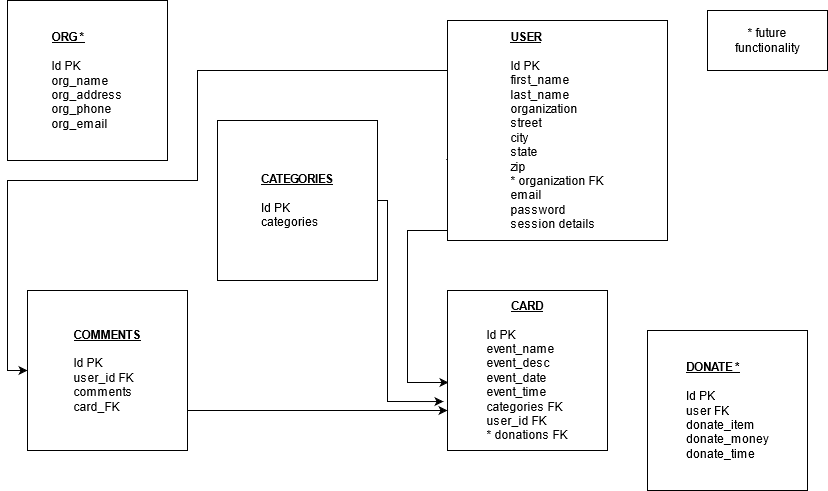 ORG *
Id PK
org_name
org_address
org_phone
org_email
USER
Id PK
first_name
last_name
organization
street
city
state
zip
* organization FK
email
password
session details
* future
functionality
CATEGORIES
Id PK
categories
COMMENTS
Id PK
user_id FK
comments
card_FK
CARD
Id PK
event_name
event_desc
event_date
event_time
categories FK
user_id FK
* donations FK
DONATE *
Id PK
user FK
donate_item
donate_money
donate_time